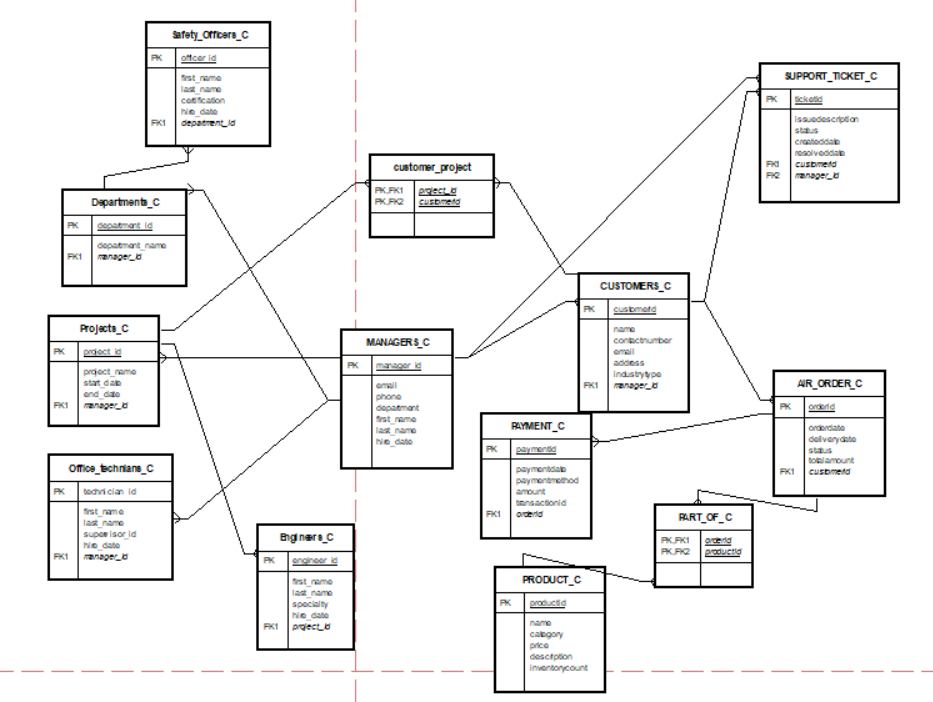 Safety_Officers_C
PK officer_id
first_name
last_name
certification
hire_date
FK1 department_id
Departments_C
PK department_id
department_name
FK1 manager_id
Projects_C
PK project_id
project_name
start_date
end_date
FK1 manager_id
Office_technians_C
PK technician_id
first_name
last_name
supervisor_id
hire_date
FK1 manager_id
Engineers_C
PK engineer_id
first_name
last_name
specialty
hire_date
FK1 project_id
customer_project
PK,FK1 project_id
PK,FK2 customerid
MANAGERS_C
PK manager_id
email
phone
department
first_name
last_name
hire_date
SUPPORT_TICKET_C
PK ticketid
issuedescription
status
createddate
resolveddate
FK1 customerid
FK2 manager_id
CUSTOMERS_C
PK customerid
name
contactnumber
email
address
industrytype
FK1 manager_id
AIR_ORDER_C
PK orderid
orderdate
deliverydate
status
totalamount
FK1 customerid
PAYMENT_C
PK paymentid
paymentdate
paymentmethod
amount
transactionid
FK1 orderid
PART_OF_C
PK,FK1 orderid
PK,FK2 productid
PRODUCT_C
PK productid
name
category
price
description
inventorycount